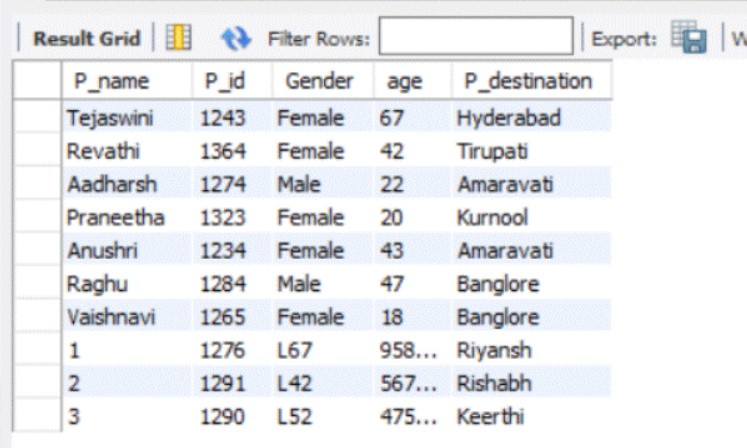 Result Grid Filter Rows: Export: W
P_name P_id Gender age P_destination
Tejaswini 1243 Female 67 Hyderabad
Revathi 1364 Female 42 Tirupati
Aadharsh 1274 Male 22 Amaravati
Praneetha 1323 Female 20 Kurnool
Anushri 1234 Female 43 Amaravati
Raghu 1284 Male 47 Banglore
Vaishnavi 1265 Female 18 Banglore
1 1276 L67 958... Riyansh
2 1291 L42 567... Rishabh
3 1290 L52 475... Keerthi